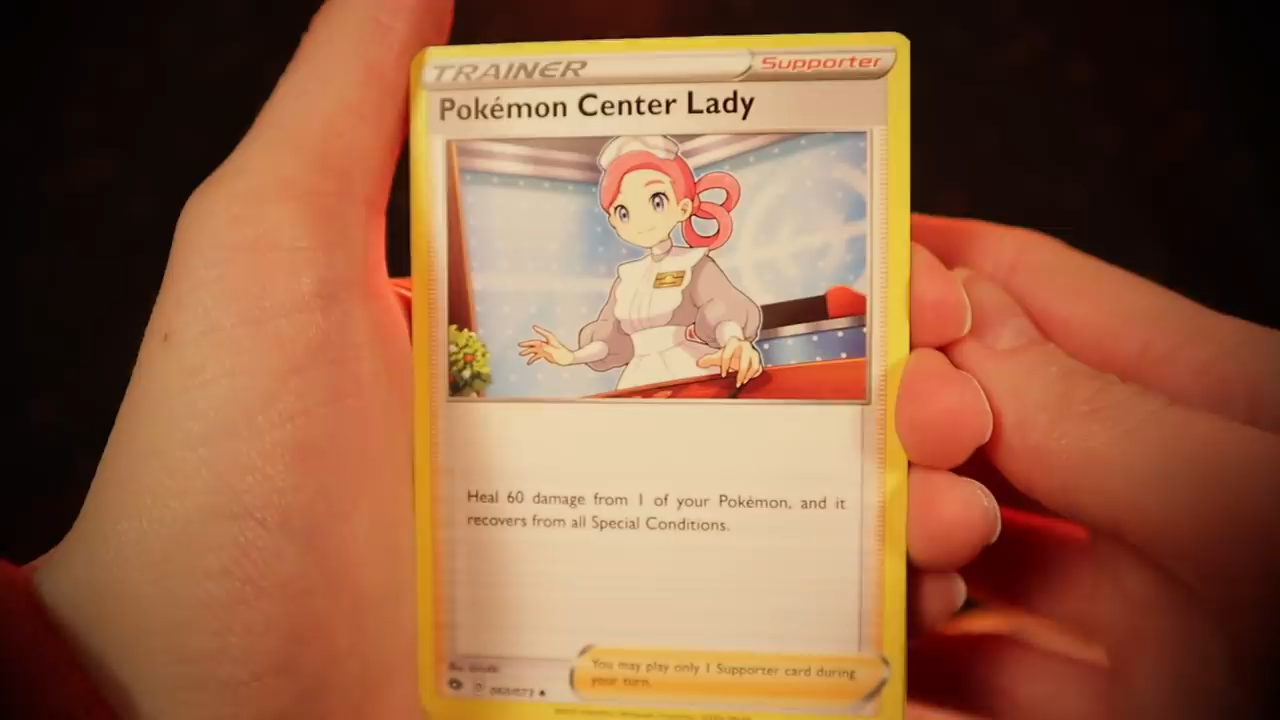 TRAINER Supporter
Pokémon Center Lady
Heal 60 damage from 1 of your Pokémon, and it
recovers from all Special Conditions.
You may play only 1 Supporter card during
your turn.